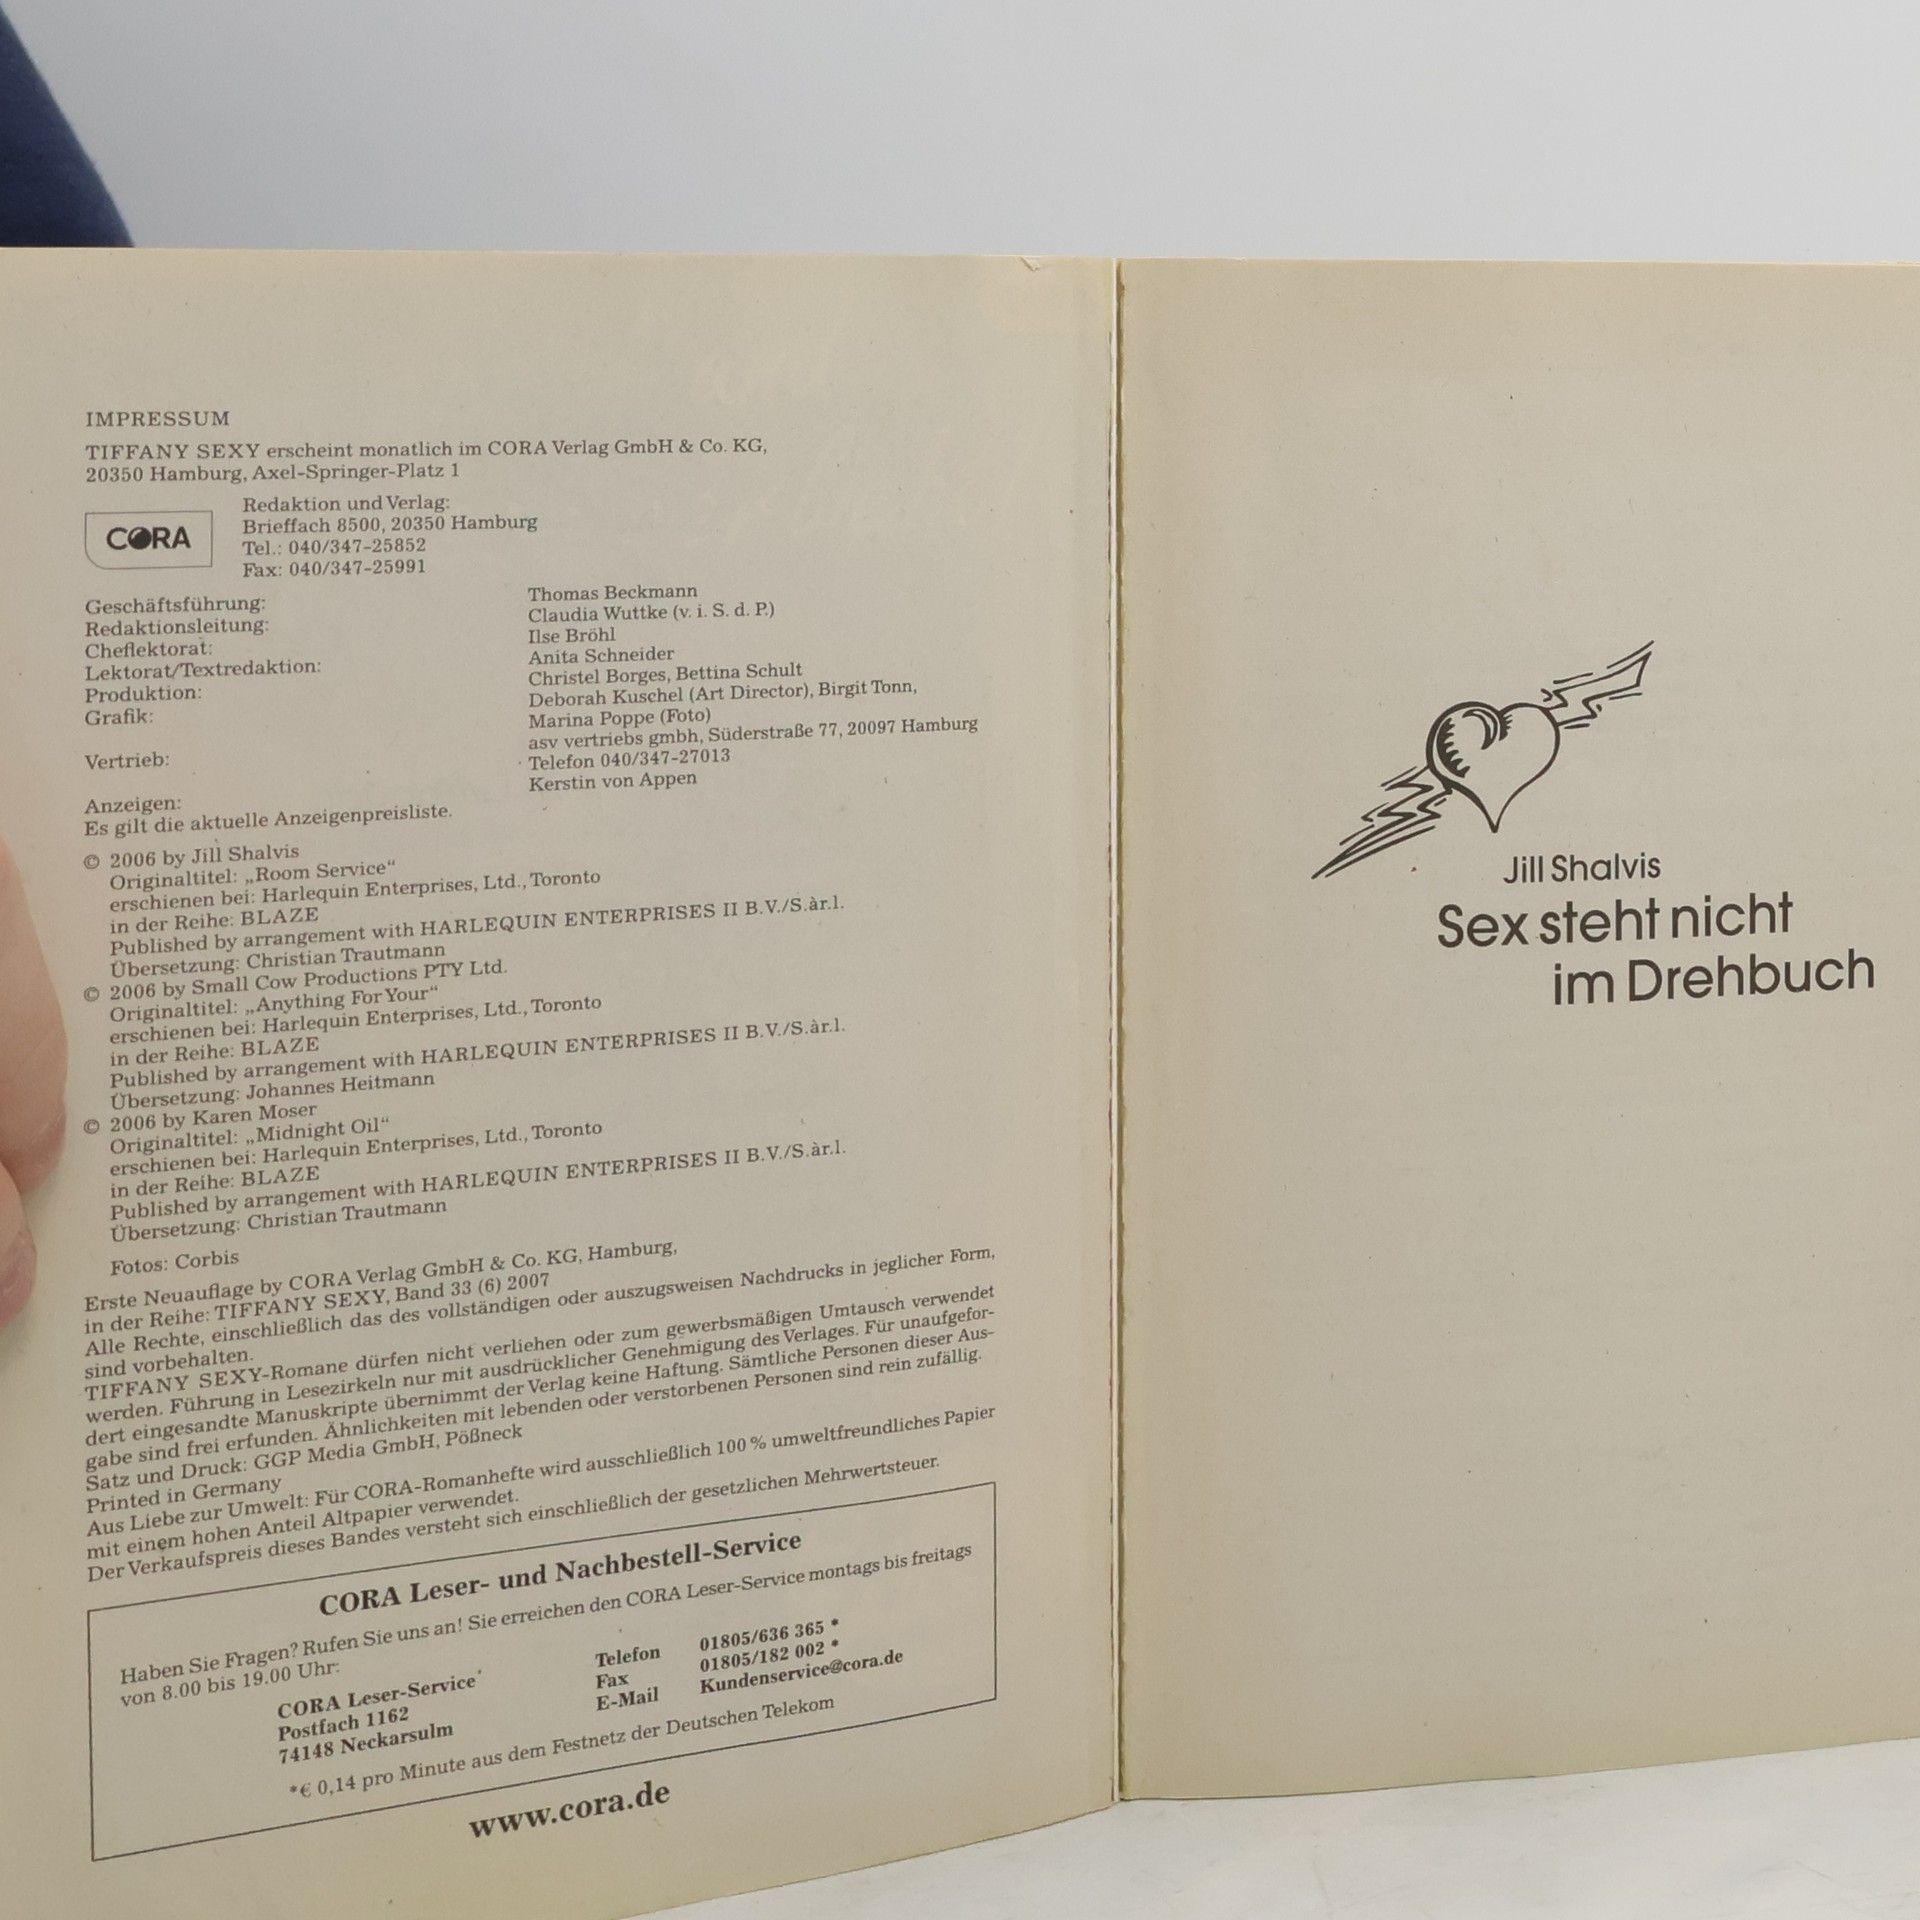 IMPRESSUM
TIFFANY SEXY erscheint monatlich im CORA Verlag GmbH & Co. KG,
20350 Hamburg, Axel-Springer-Platz 1
CORA
Redaktion und Verlag:
Brieffach 8500, 20350 Hamburg
Tel.: 040/347-25852
Fax: 040/347-25991
Geschäftsführung: Thomas Beckmann
Redaktionsleitung: Claudia Wuttke (v. i. S. d. P.)
Cheflektorat: Ilse Bröhl
Lektorat/Textredaktion: Anita Schneider
Produktion: Christel Borges, Bettina Schult
Grafik: Deborah Kuschel (Art Director), Birgit Tonn,
Marina Poppe (Foto)
Vertrieb: asv vertriebs gmbh, Süderstraße 77, 20097 Hamburg
Telefon 040/347-27013
Anzeigen: Kerstin von Appen
Es gilt die aktuelle Anzeigenpreisliste.
© 2006 by Jill Shalvis
Originaltitel: „Room Service“
erschienen bei: Harlequin Enterprises, Ltd., Toronto
in der Reihe: BLAZE
Published by arrangement with HARLEQUIN ENTERPRISES II B.V./S.àr.l.
Übersetzung: Christian Trautmann
© 2006 by Small Cow Productions PTY Ltd.
Originaltitel: „Anything For Your“
erschienen bei: Harlequin Enterprises, Ltd., Toronto
in der Reihe: BLAZE
Published by arrangement with HARLEQUIN ENTERPRISES II B.V./S.àr.l.
Übersetzung: Johannes Heitmann
© 2006 by Karen Moser
Originaltitel: „Midnight Oil“
erschienen bei: Harlequin Enterprises, Ltd., Toronto
in der Reihe: BLAZE
Published by arrangement with HARLEQUIN ENTERPRISES II B.V./S.àr.l.
Übersetzung: Christian Trautmann
Fotos: Corbis
Erste Neuauflage by CORA Verlag GmbH & Co. KG, Hamburg,
in der Reihe: TIFFANY SEXY, Band 33 (6) 2007
Alle Rechte, einschließlich das des vollständigen oder auszugsweisen Nachdrucks in jeglicher Form,
sind vorbehalten.
TIFFANY SEXY-Romane dürfen nicht verliehen oder zum gewerbsmäßigen Umtausch verwendet
werden. Führung in Lesezirkeln nur mit ausdrücklicher Genehmigung des Verlages. Für unaufgefor-
dert eingesandte Manuskripte übernimmt der Verlag keine Haftung. Sämtliche Personen dieser Aus-
gabe sind frei erfunden. Ähnlichkeiten mit lebenden oder verstorbenen Personen sind rein zufällig.
Satz und Druck: GGP Media GmbH, Pößneck
Printed in Germany
Aus Liebe zur Umwelt: Für CORA-Romanhefte wird ausschließlich 100 % umweltfreundliches Papier
mit einem hohen Anteil Altpapier verwendet.
Der Verkaufspreis dieses Bandes versteht sich einschließlich der gesetzlichen Mehrwertsteuer.
CORA Leser- und Nachbestell-Service
Haben Sie Fragen? Rufen Sie uns an! Sie erreichen den CORA Leser-Service montags bis freitags
von 8.00 bis 19.00 Uhr:
CORA Leser-Service Telefon 01805/636 365 *
Postfach 1162 Fax 01805/182 002 *
74148 Neckarsulm E-Mail Kundenservice@cora.de
*€ 0,14 pro Minute aus dem Festnetz der Deutschen Telekom
www.cora.de
Jill Shalvis
Sex steht nicht
im Drehbuch